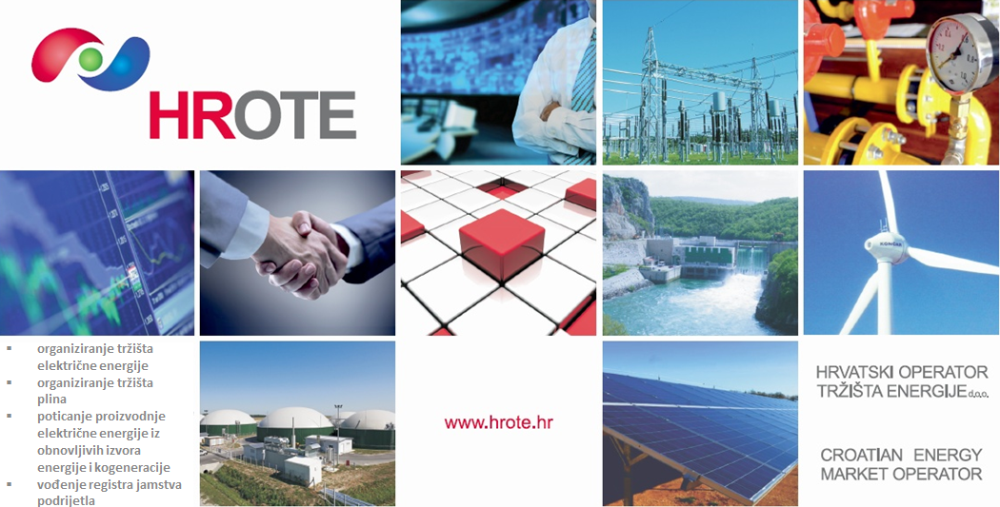 HROTE
KONČAR
organiziranje tržišta
električne energije
organiziranje tržišta
plina
poticanje proizvodnje
električne energije iz
obnovljivih izvora
energije i kogeneracije
vođenje registra jamstva
podrijetla
www.hrote.hr
HRVATSKI OPERATOR
TRŽIŠTA ENERGIJE d.o.o.
CROATIAN ENERGY
MARKET OPERATOR